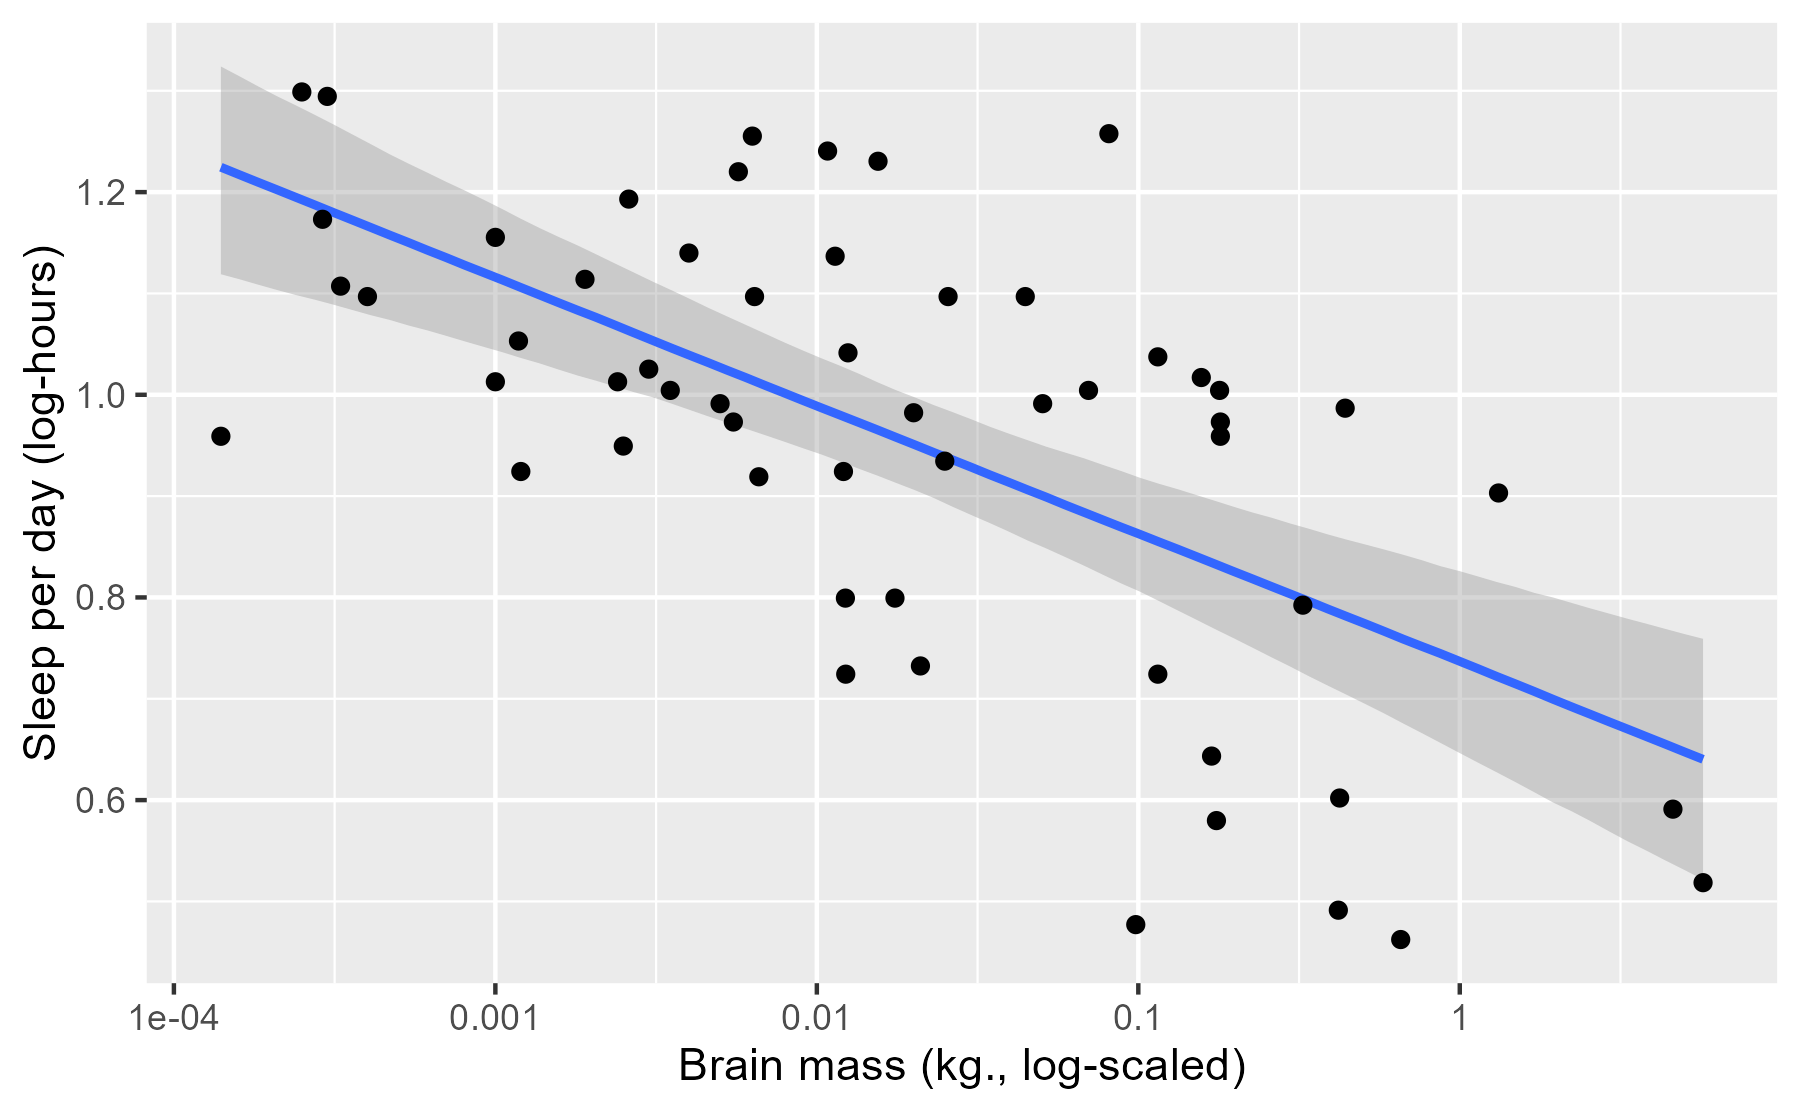 Sleep per day (log-hours)
1.2
1.0
0.8
0.6
1e-04 0.001 0.01 0.1 1
Brain mass (kg., log-scaled)